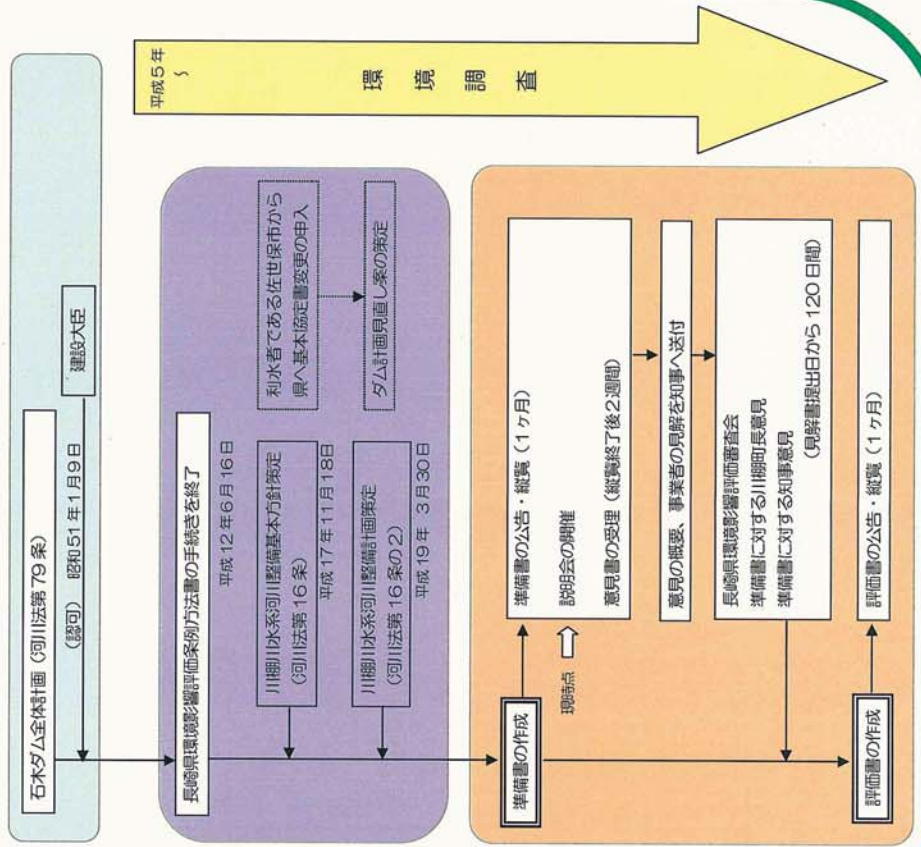 石木ダム全体計画（河川法第79条）
（認可） 昭和51年1月9日
建設大臣
平成5年
～
環境調査
長崎県環境影響評価条例方法書の手続きを終了
平成12年6月16日
川棚川水系河川整備基本方針策定
（河川法第16条）
平成17年11月18日
川棚川水系河川整備計画策定
（河川法第16条の2）
平成19年 3月30日
利水者である佐世保市から
県へ基本協定書変更の申入
ダム計画見直し案の策定
準備書の作成
準備書の公告・縦覧（1ヶ月）
現時点
説明会の開催
意見書の受理（縦覧終了後2週間）
意見の概要、事業者の見解を知事へ送付
長崎県環境影響評価審査会
準備書に対する川棚町長意見
準備書に対する知事意見
（見解書提出日から120日間）
評価書の作成
評価書の公告・縦覧（1ヶ月）